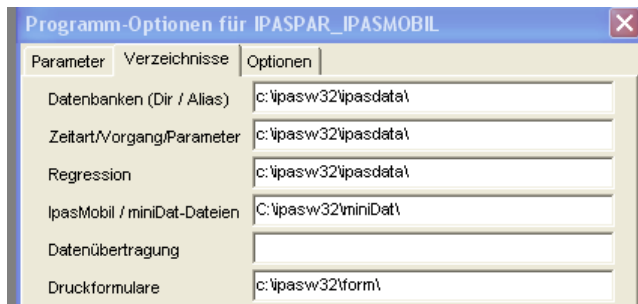 Programm-Optionen für IPASPAR_IPASMOBIL
Parameter Verzeichnisse Optionen
Datenbanken (Dir / Alias) c:\ipasw32\ipasdata\
Zeitart/Vorgang/Parameter c:\ipasw32\ipasdata\
Regression c:\ipasw32\ipasdata\
IpasMobil / miniDat-Dateien C:\ipasw32\miniDat\
Datenübertragung
Druckformulare c:\ipasw32\form\